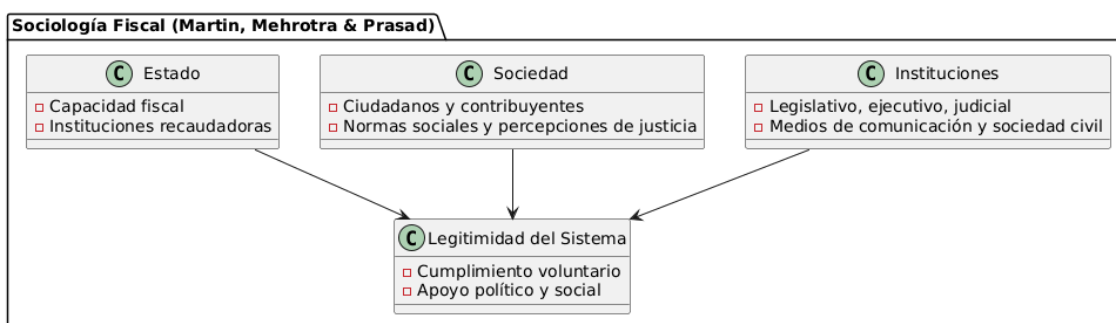 Sociología Fiscal (Martin, Mehrotra & Prasad)
C Estado
Capacidad fiscal
Instituciones recaudadoras
C Sociedad
Ciudadanos y contribuyentes
Normas sociales y percepciones de justicia
C Instituciones
Legislativo, ejecutivo, judicial
Medios de comunicación y sociedad civil
C Legitimidad del Sistema
Cumplimiento voluntario
Apoyo político y social